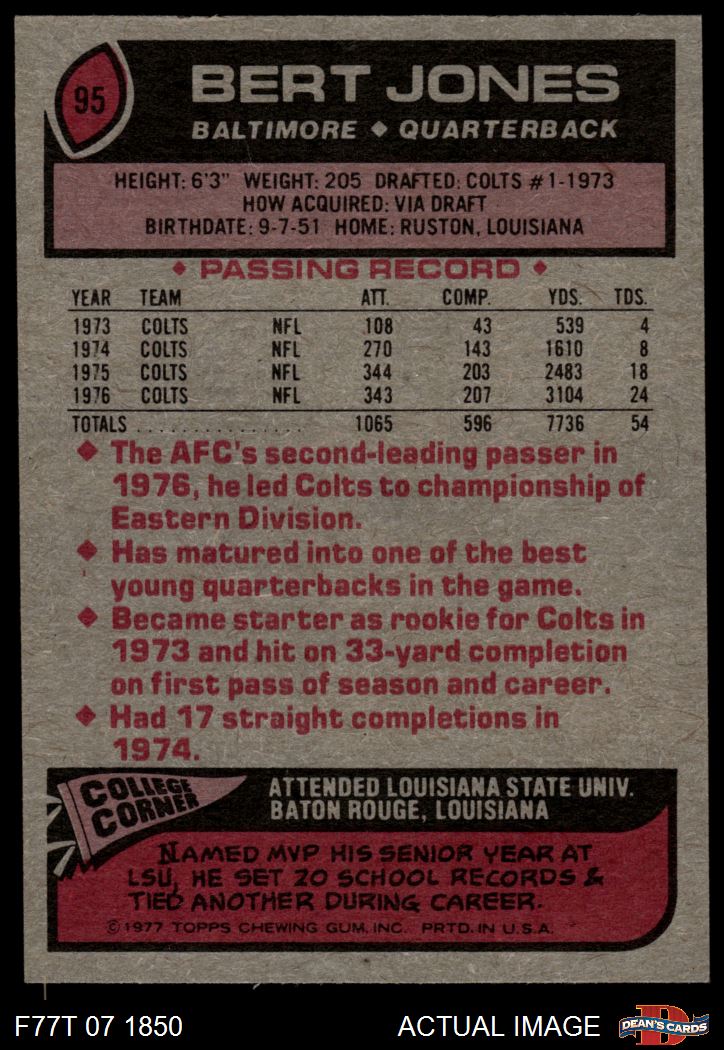 95
BERT JONES
BALTIMORE ◆ QUARTERBACK
HEIGHT: 6'3" WEIGHT: 205 DRAFTED: COLTS #1-1973
HOW ACQUIRED: VIA DRAFT
BIRTHDATE: 9-7-51 HOME: RUSTON, LOUISIANA
◆ PASSING RECORD ◆
YEAR TEAM ATT. COMP. YDS. TDS.
1973 COLTS NFL 108 43 539 4
1974 COLTS NFL 270 143 1610 8
1975 COLTS NFL 344 203 2483 18
1976 COLTS NFL 343 207 3104 24
TOTALS . . . . . . . . . . . . . . . . 1065 596 7736 54
◆ The AFC's second-leading passer in
1976, he led Colts to championship of
Eastern Division.
◆ Has matured into one of the best
young quarterbacks in the game.
◆ Became starter as rookie for Colts in
1973 and hit on 33-yard completion
on first pass of season and career.
◆ Had 17 straight completions in
1974.
COLLEGE
CORNER
ATTENDED LOUISIANA STATE UNIV.
BATON ROUGE, LOUISIANA
NAMED MVP HIS SENIOR YEAR AT
LSU, HE SET 20 SCHOOL RECORDS &
TIED ANOTHER DURING CAREER.
©1977 TOPPS CHEWING GUM, INC. PRTD. IN U.S.A.
F77T 07 1850 ACTUAL IMAGE
D
DEAN'S CARDS